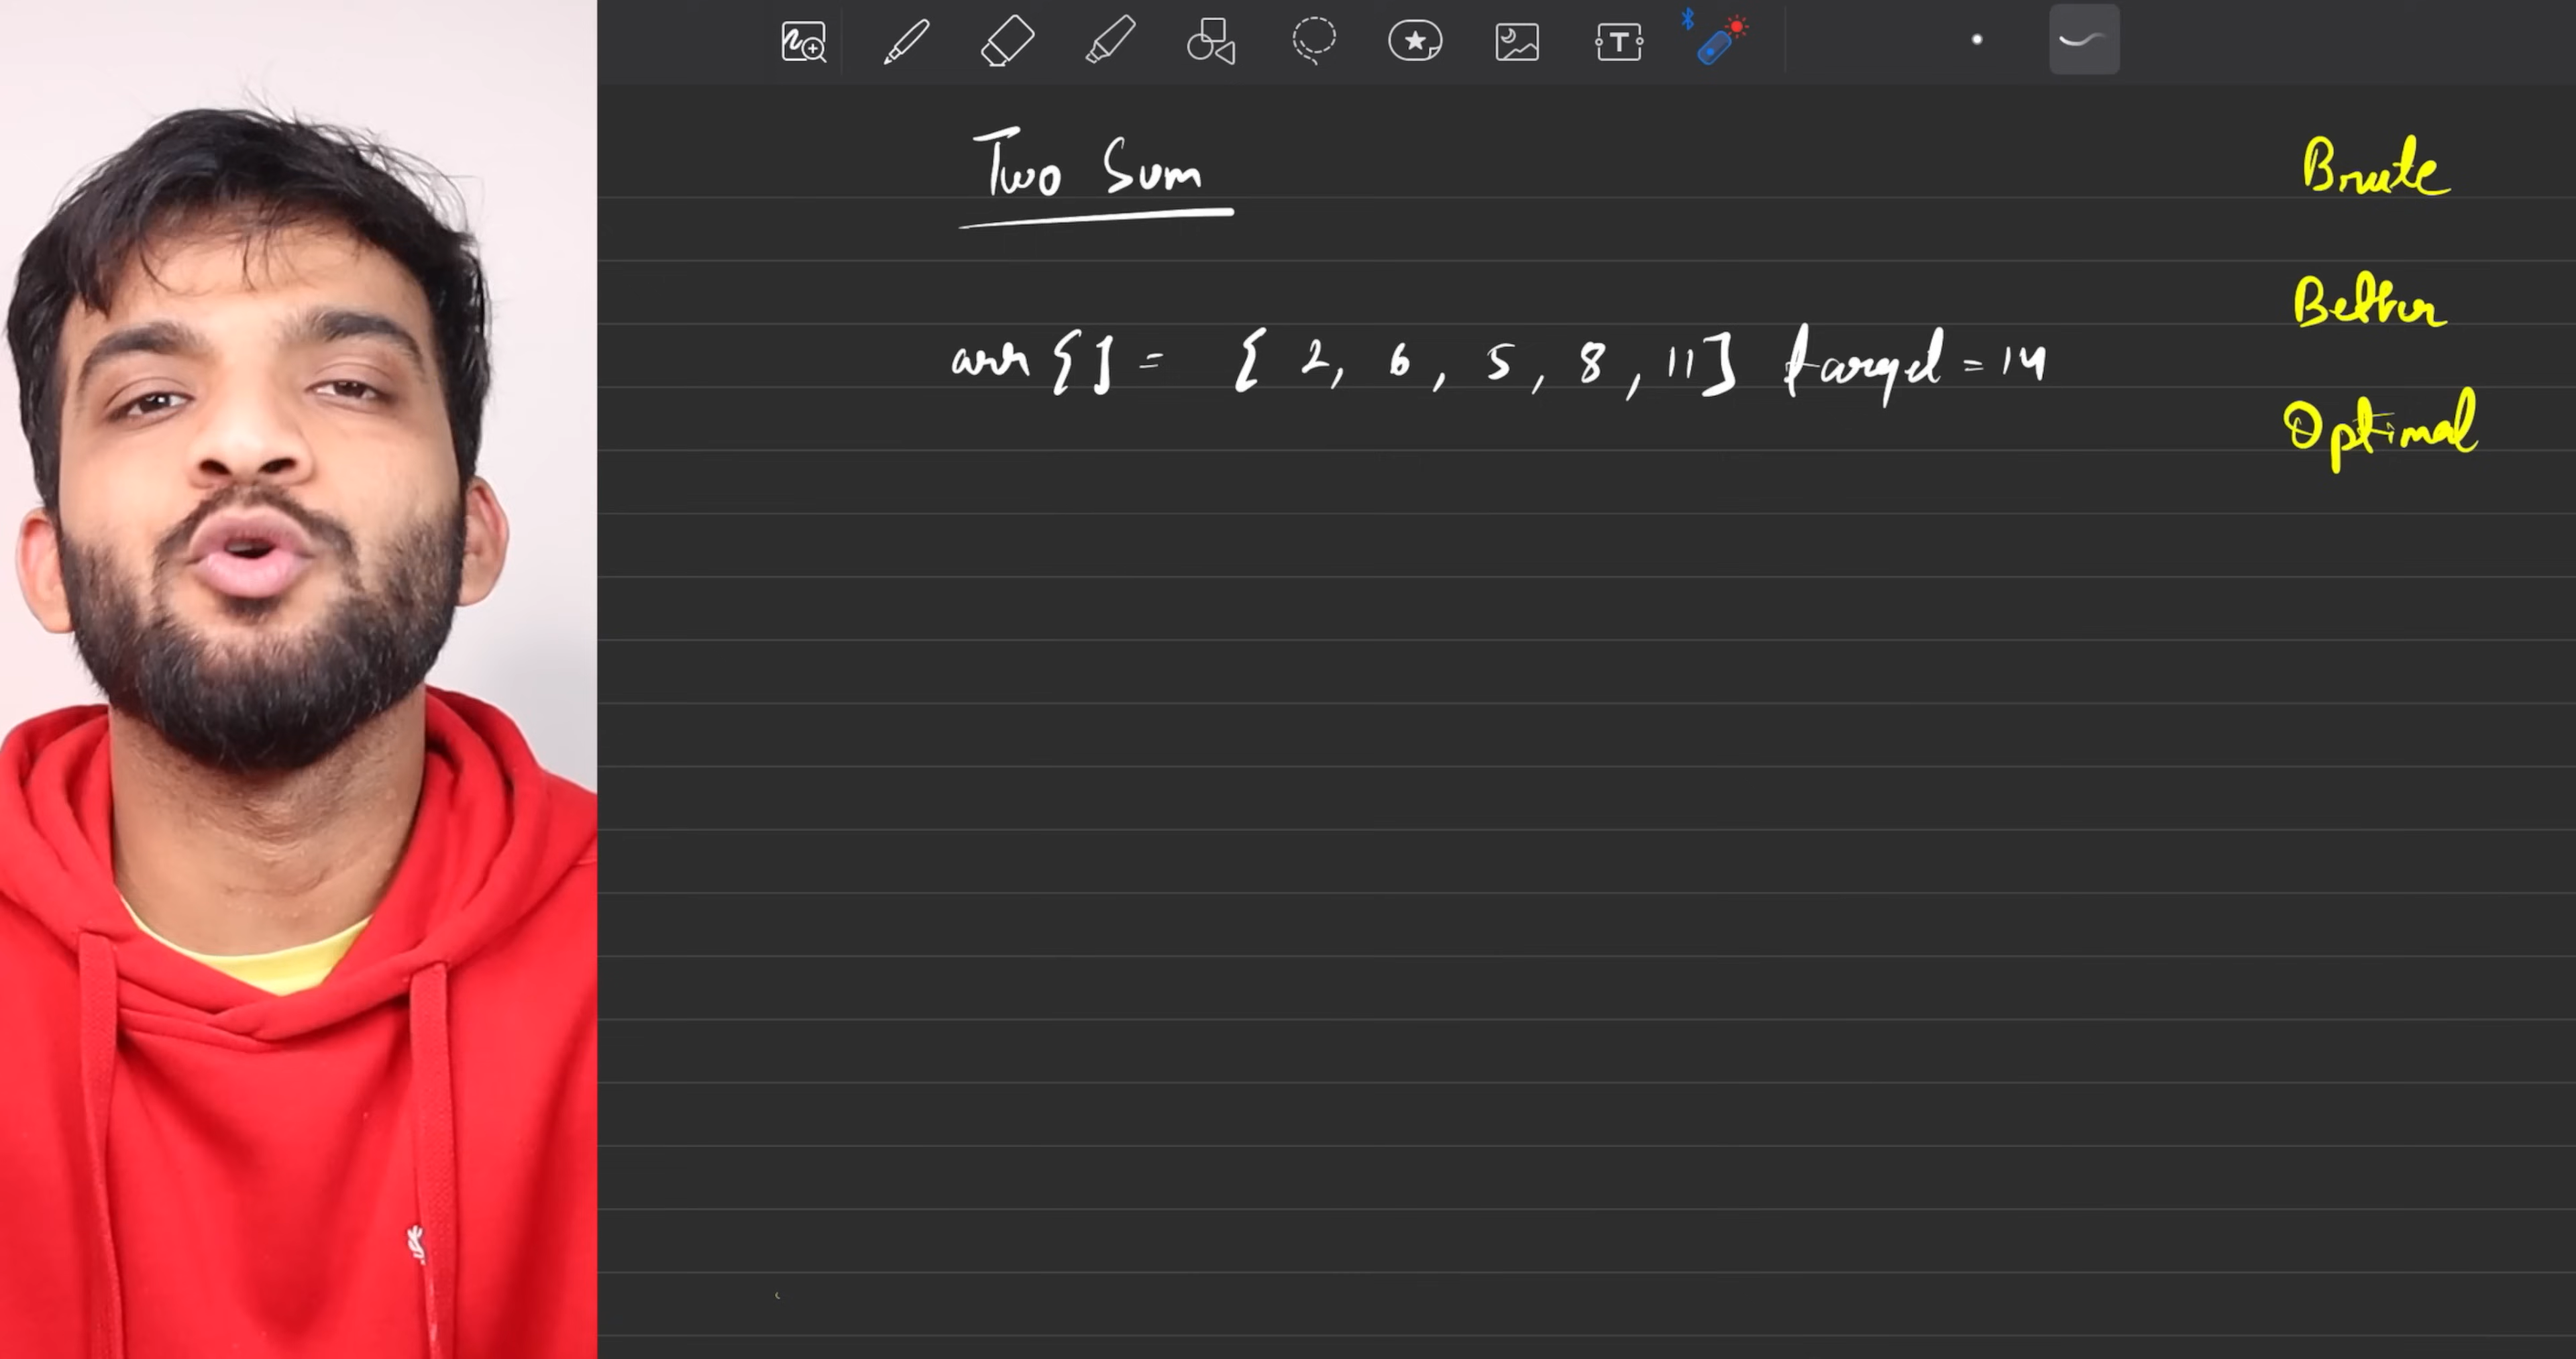 Two Sum
arr [] = [ 2, 6, 5, 8, 11] target = 14
Brute
Better
Optimal